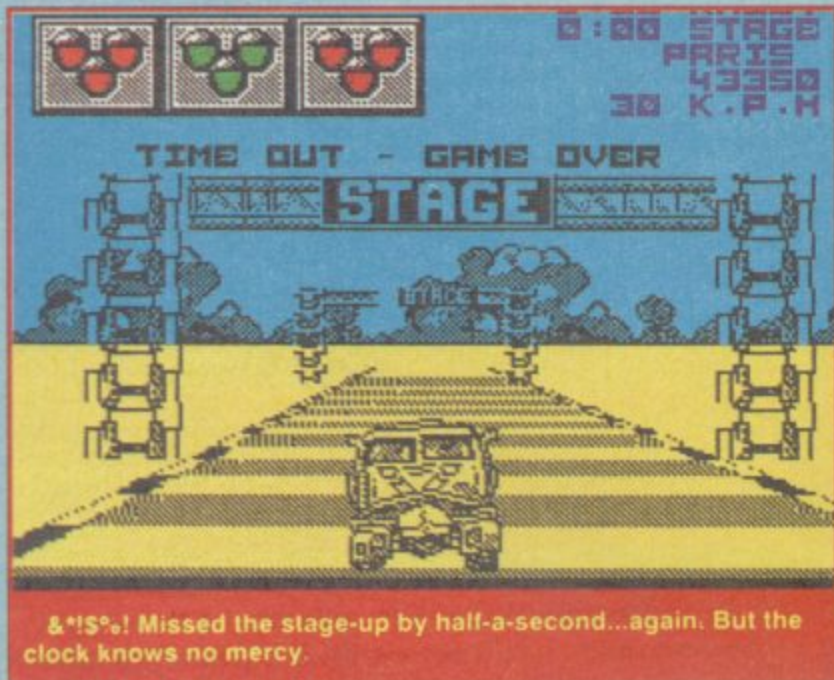 0:00 STAGE
PARIS
43350
30 K.P.H
TIME OUT - GAME OVER
STAGE
STAGE
&*!$%! Missed the stage-up by half-a-second...again. But the
clock knows no mercy.